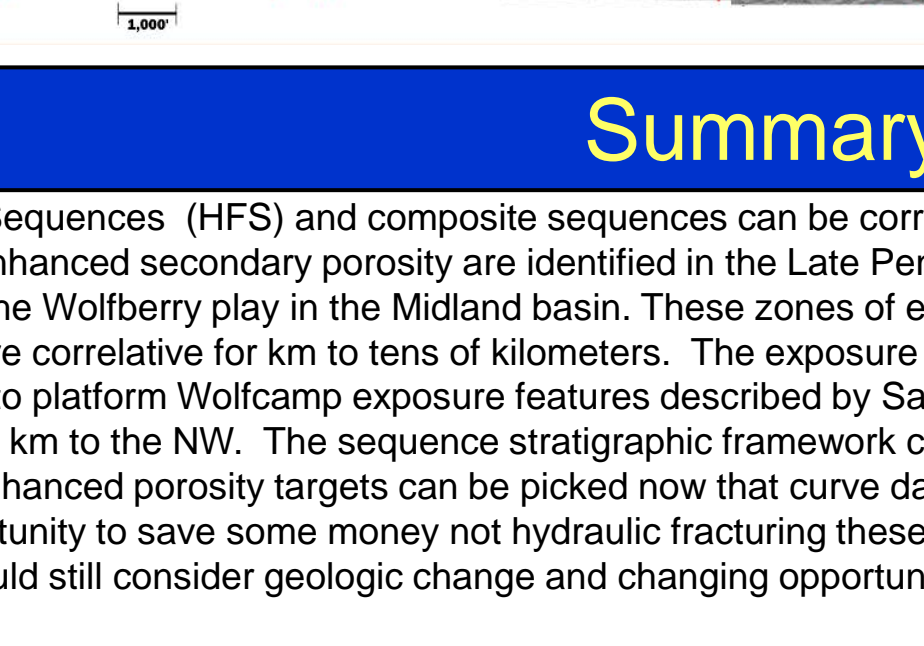 1,000'
Summary
Sequences (HFS) and composite sequences can be corr
nhanced secondary porosity are identified in the Late Pen
he Wolfberry play in the Midland basin. These zones of e
e correlative for km to tens of kilometers. The exposure
to platform Wolfcamp exposure features described by Sa
km to the NW. The sequence stratigraphic framework c
hanced porosity targets can be picked now that curve da
tunity to save some money not hydraulic fracturing these
uld still consider geologic change and changing opportun